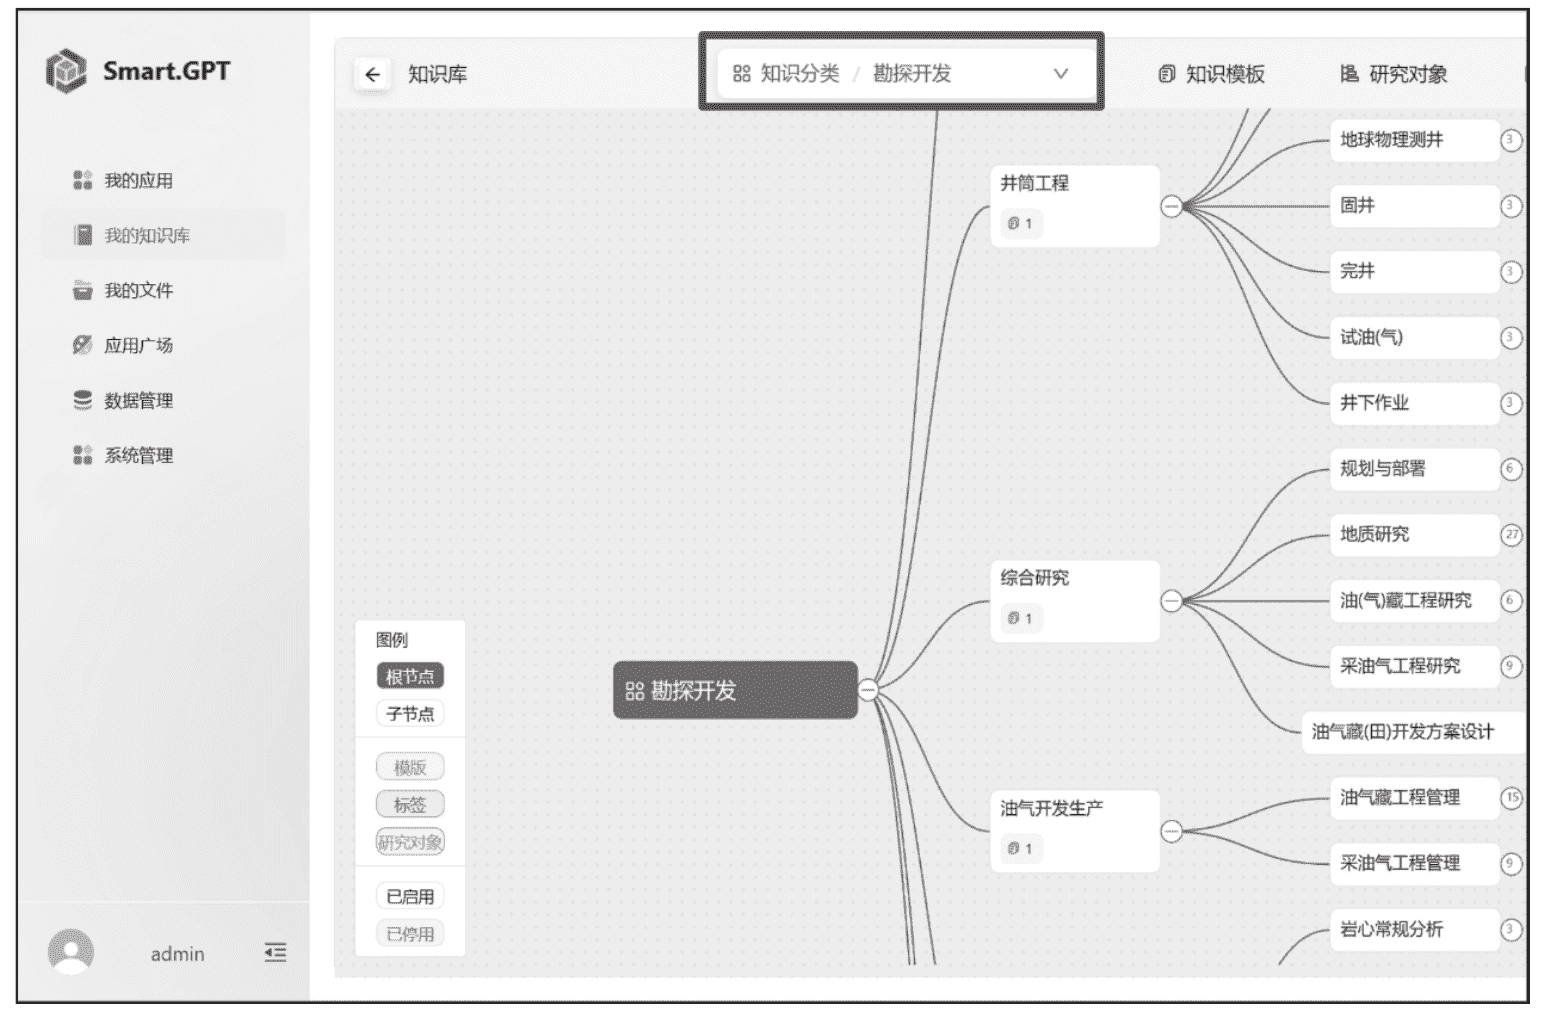 Smart.GPT
我的应用
我的知识库
我的文件
应用广场
数据管理
系统管理
admin
知识库
知识分类 / 勘探开发
知识模板
研究对象
井筒工程
1
地球物理测井 3
固井 3
完井 3
试油(气) 3
井下作业 3
综合研究
1
规划与部署 6
地质研究 27
油(气)藏工程研究 6
采油气工程研究 9
油气藏(田)开发方案设计
勘探开发
油气开发生产
1
油气藏工程管理 15
采油气工程管理 9
岩心常规分析 3
图例
根节点
子节点
模版
标签
研究对象
已启用
已停用